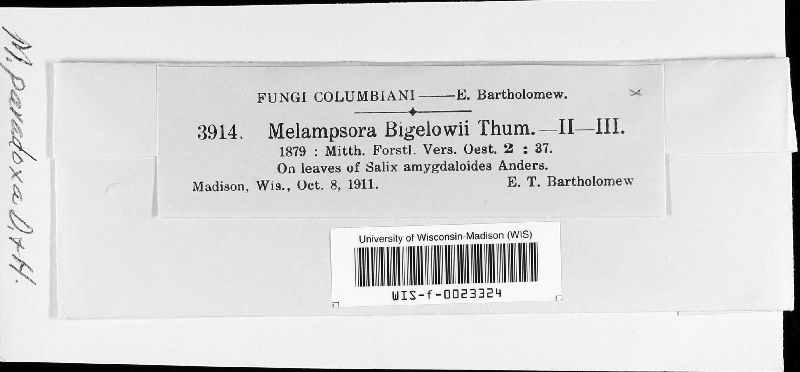 M. paradoxa D. & H.
FUNGI COLUMBIANI——E. Bartholomew.
3914. Melampsora Bigelowii Thum.—II—III.
1879 : Mitth. Forstl. Vers. Oest. 2 : 37.
On leaves of Salix amygdaloides Anders.
Madison, Wis., Oct. 8, 1911. E. T. Bartholomew
University of Wisconsin-Madison (WIS)
WIS-f-0023324